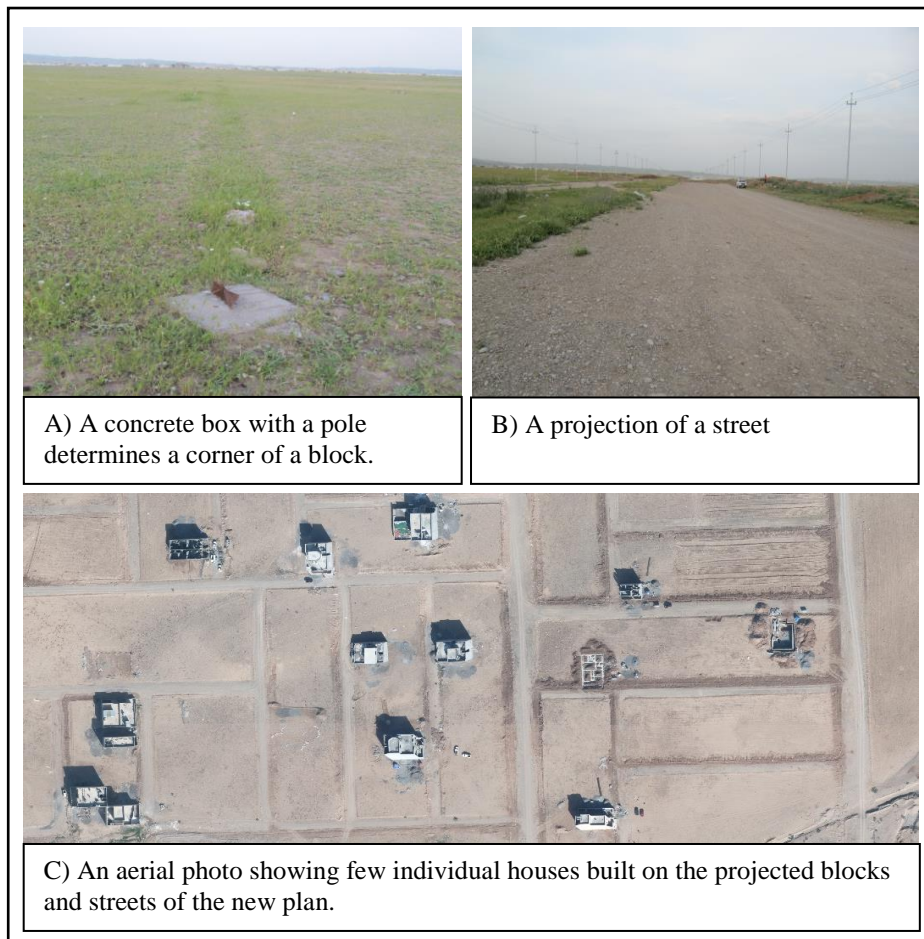 A) A concrete box with a pole
determines a corner of a block.
B) A projection of a street
C) An aerial photo showing few individual houses built on the projected blocks
and streets of the new plan.